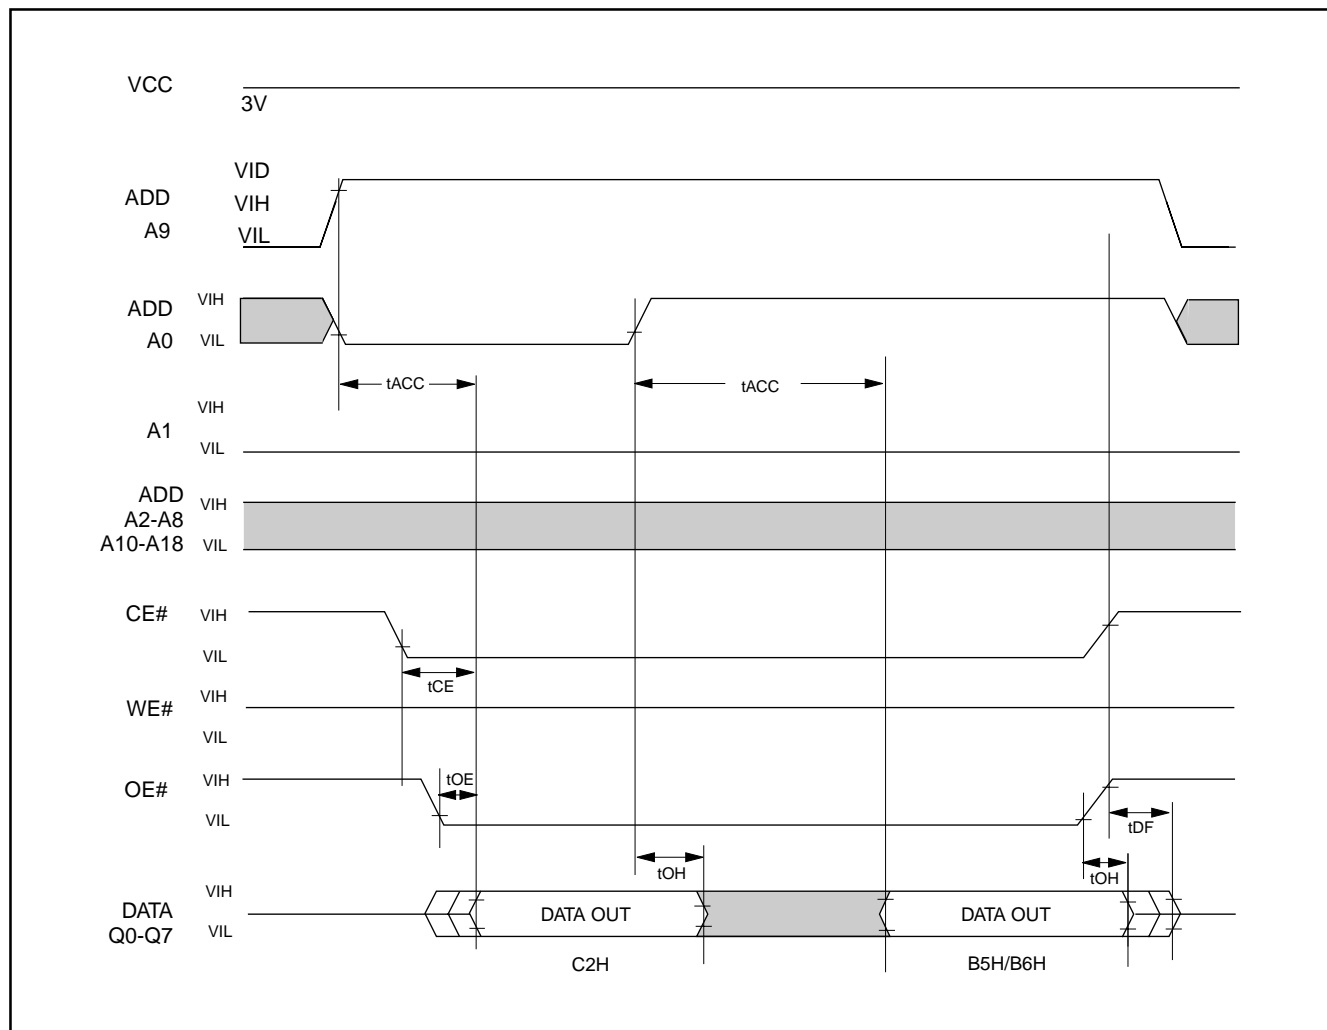 VCC
3V
VID
ADD
VIH
A9
VIL
VIH
ADD
A0
VIL
tACC
tACC
VIH
A1
VIL
ADD
VIH
A2-A8
A10-A18
VIL
CE#
VIH
VIL
tCE
VIH
WE#
VIL
VIH
tOE
OE#
VIL
tDF
tOH
tOH
VIH
DATA
DATA OUT
DATA OUT
Q0-Q7
VIL
C2H
B5H/B6H